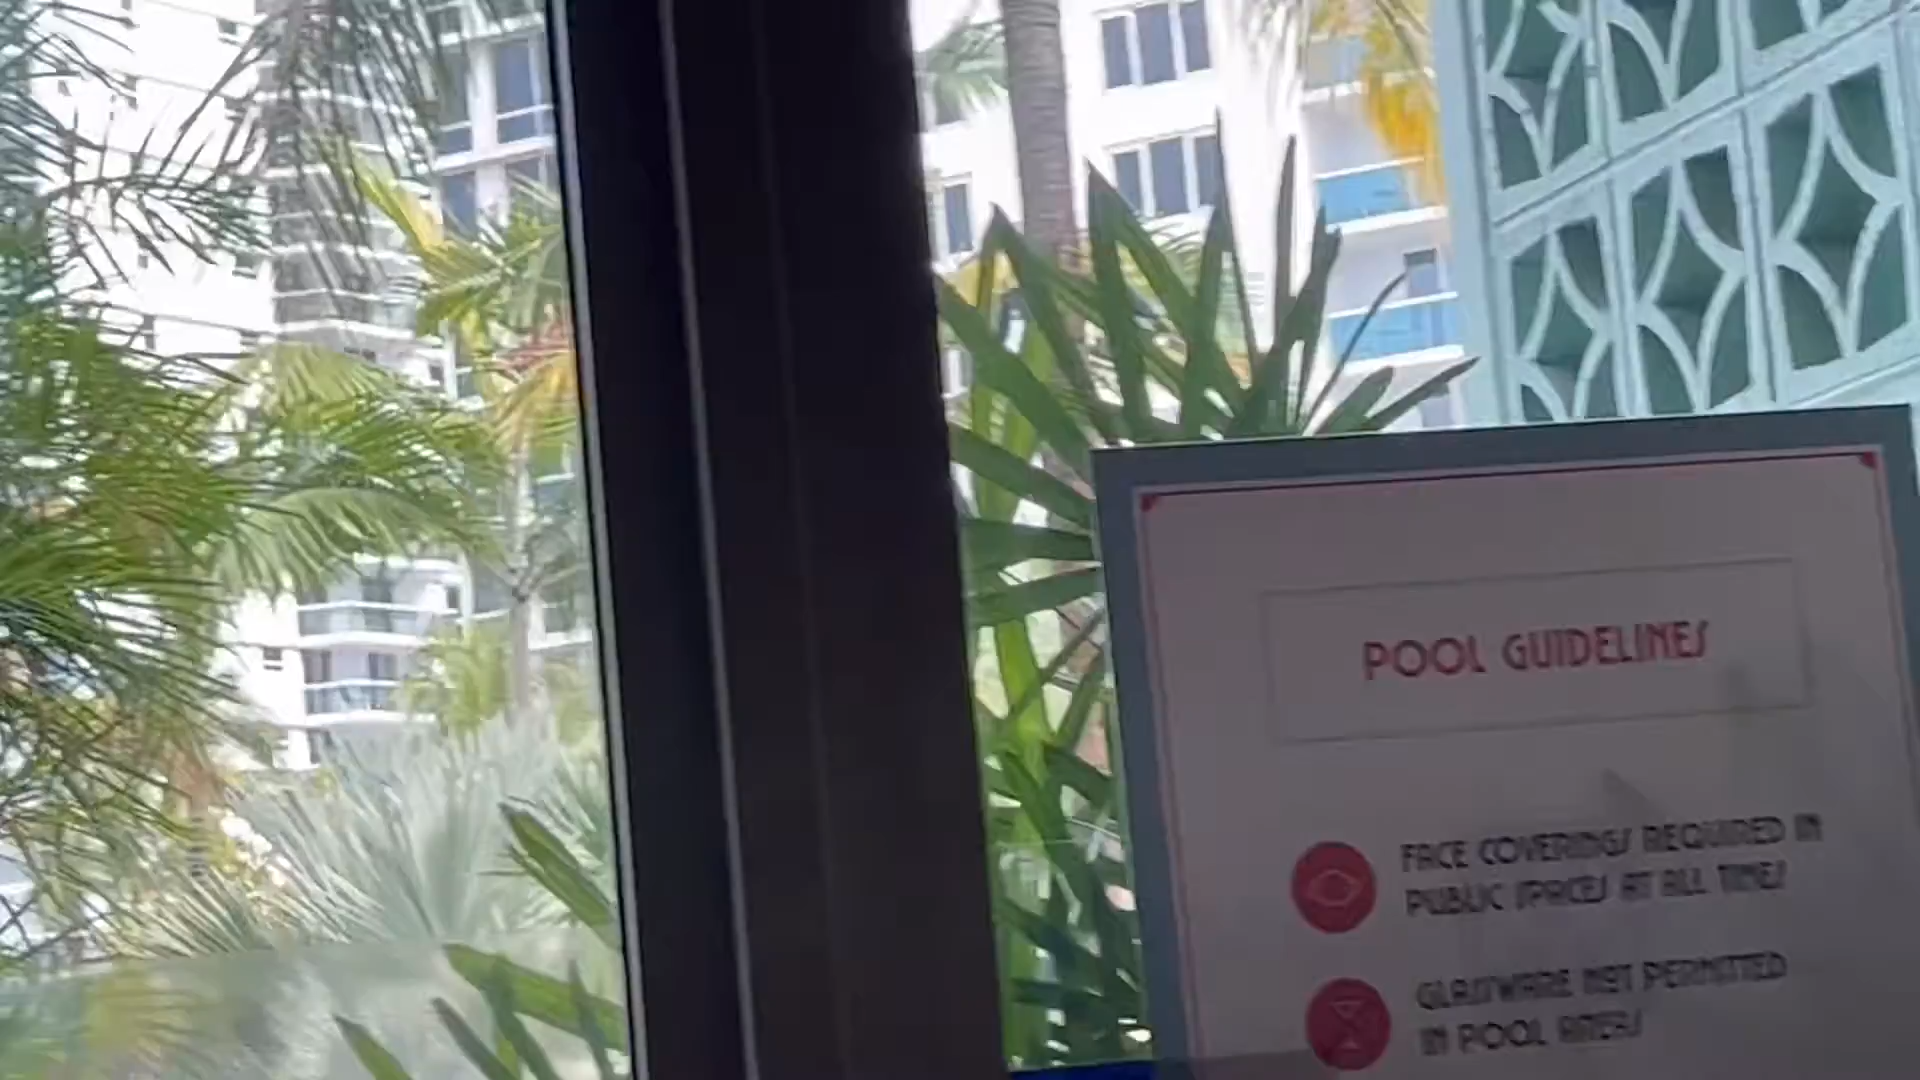 POOL GUIDELINES
FACE COVERINGS REQUIRED IN
PUBLIC SPACES AT ALL TIMES
GLASSWARE NOT PERMITTED
IN POOL AREAS